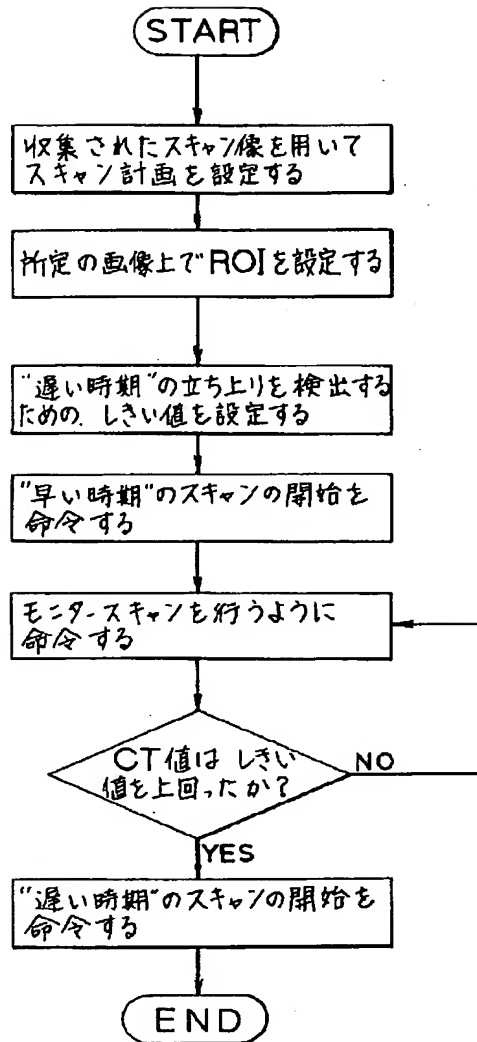 START
収集されたスキャン像を用いて
スキャン計画を設定する
所定の画像上でROIを設定する
"遅い時期"の立ち上りを検出する
ための、しきい値を設定する
"早い時期"のスキャンの開始を
命令する
モニタースキャンを行うように
命令する
CT値はしきい
値を上回ったか?
NO
YES
"遅い時期"のスキャンの開始を
命令する
END